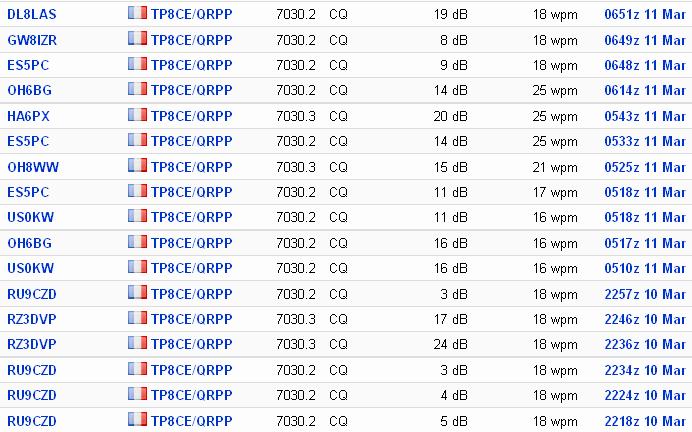 DL8LAS TP8CE/QRPP 7030.2 CQ 19 dB 18 wpm 0651z 11 Mar
GW8IZR TP8CE/QRPP 7030.2 CQ 8 dB 18 wpm 0649z 11 Mar
ES5PC TP8CE/QRPP 7030.2 CQ 9 dB 18 wpm 0648z 11 Mar
OH6BG TP8CE/QRPP 7030.2 CQ 14 dB 25 wpm 0614z 11 Mar
HA6PX TP8CE/QRPP 7030.3 CQ 20 dB 25 wpm 0543z 11 Mar
ES5PC TP8CE/QRPP 7030.2 CQ 14 dB 25 wpm 0533z 11 Mar
OH8WW TP8CE/QRPP 7030.3 CQ 15 dB 21 wpm 0525z 11 Mar
ES5PC TP8CE/QRPP 7030.2 CQ 11 dB 17 wpm 0518z 11 Mar
US0KW TP8CE/QRPP 7030.2 CQ 11 dB 16 wpm 0518z 11 Mar
OH6BG TP8CE/QRPP 7030.2 CQ 16 dB 16 wpm 0517z 11 Mar
US0KW TP8CE/QRPP 7030.2 CQ 16 dB 16 wpm 0510z 11 Mar
RU9CZD TP8CE/QRPP 7030.2 CQ 3 dB 18 wpm 2257z 10 Mar
RZ3DVP TP8CE/QRPP 7030.3 CQ 17 dB 18 wpm 2246z 10 Mar
RZ3DVP TP8CE/QRPP 7030.3 CQ 24 dB 18 wpm 2236z 10 Mar
RU9CZD TP8CE/QRPP 7030.2 CQ 3 dB 18 wpm 2234z 10 Mar
RU9CZD TP8CE/QRPP 7030.2 CQ 4 dB 18 wpm 2224z 10 Mar
RU9CZD TP8CE/QRPP 7030.2 CQ 5 dB 18 wpm 2218z 10 Mar